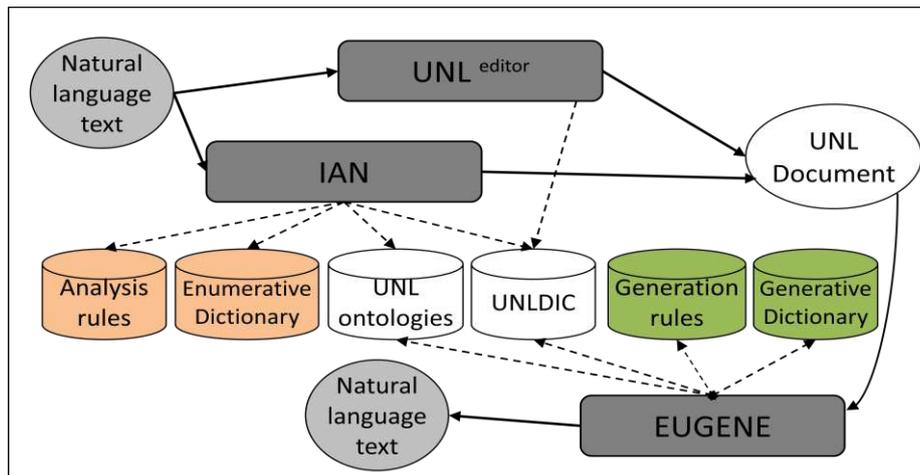 Natural
language
text
UNL editor
IAN
UNL
Document
Analysis
rules
Enumerative
Dictionary
UNL
ontologies
UNLDIC
Generation
rules
Generative
Dictionary
Natural
language
text
EUGENE